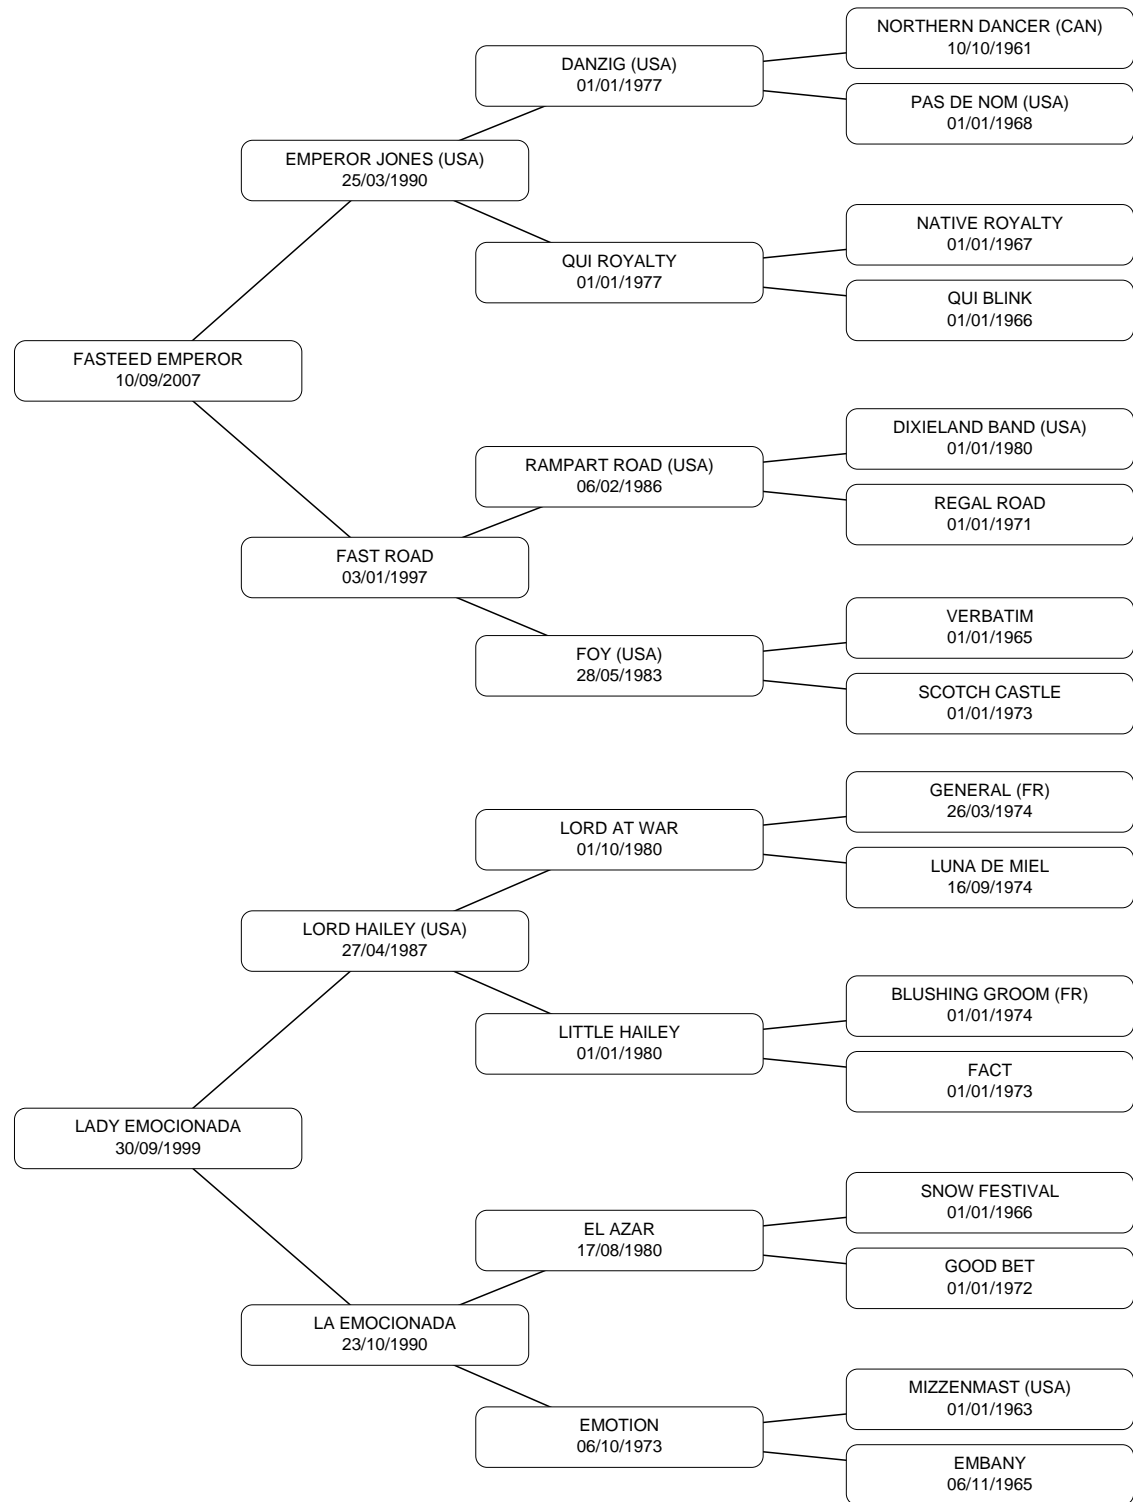 NORTHERN DANCER (CAN)
10/10/1961
DANZIG (USA)
01/01/1977
PAS DE NOM (USA)
01/01/1968
EMPEROR JONES (USA)
25/03/1990
NATIVE ROYALTY
01/01/1967
QUI ROYALTY
01/01/1977
QUI BLINK
01/01/1966
FASTEED EMPEROR
10/09/2007
DIXIELAND BAND (USA)
01/01/1980
RAMPART ROAD (USA)
06/02/1986
REGAL ROAD
01/01/1971
FAST ROAD
03/01/1997
VERBATIM
01/01/1965
FOY (USA)
28/05/1983
SCOTCH CASTLE
01/01/1973
GENERAL (FR)
26/03/1974
LORD AT WAR
01/10/1980
LUNA DE MIEL
16/09/1974
LORD HAILEY (USA)
27/04/1987
BLUSHING GROOM (FR)
01/01/1974
LITTLE HAILEY
01/01/1980
FACT
01/01/1973
LADY EMOCIONADA
30/09/1999
SNOW FESTIVAL
01/01/1966
EL AZAR
17/08/1980
GOOD BET
01/01/1972
LA EMOCIONADA
23/10/1990
MIZZENMAST (USA)
01/01/1963
EMOTION
06/10/1973
EMBANY
06/11/1965